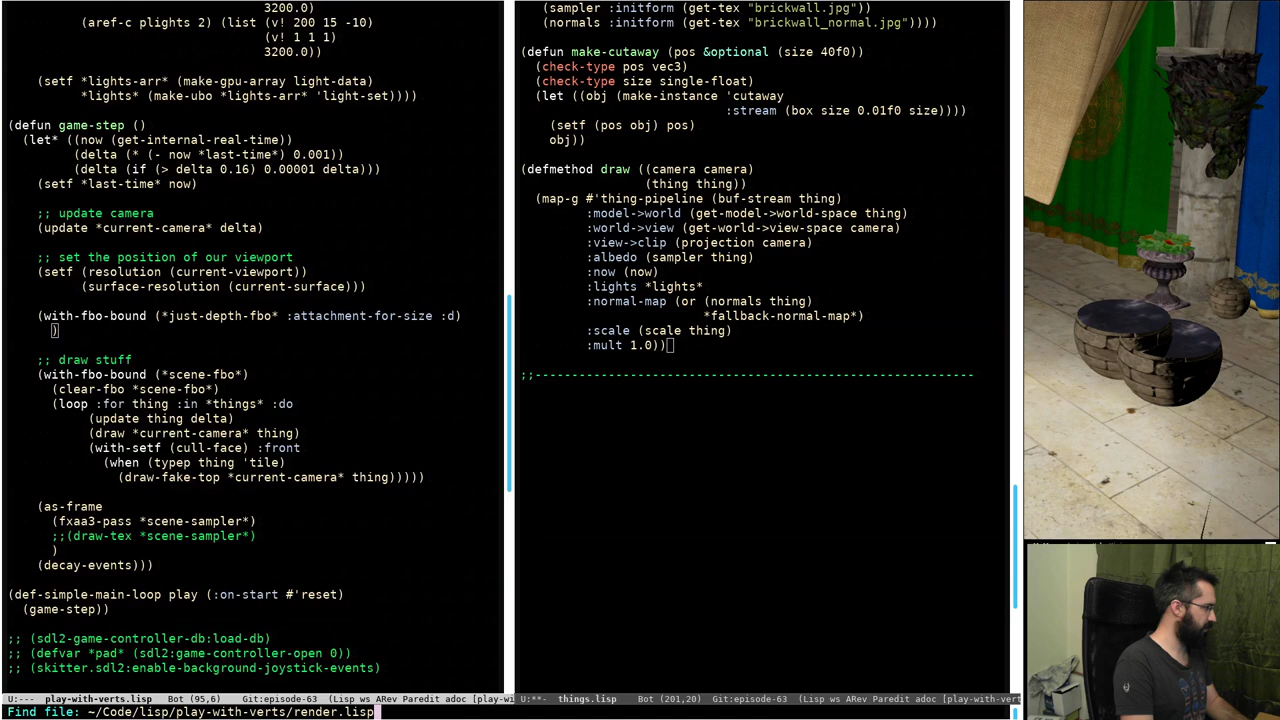 3200.0)
(aref-c plights 2) (list (v! 200 15 -10)
(v! 1 1 1)
3200.0))
(setf *lights-arr* (make-gpu-array light-data)
*lights* (make-ubo *lights-arr* 'light-set))))
(defun game-step ()
(let* ((now (get-internal-real-time))
(delta (* (- now *last-time*) 0.001))
(delta (if (> delta 0.16) 0.00001 delta)))
(setf *last-time* now)
;; update camera
(update *current-camera* delta)
;; set the position of our viewport
(setf (resolution (current-viewport))
(surface-resolution (current-surface)))
(with-fbo-bound (*just-depth-fbo* :attachment-for-size :d)
)
;; draw stuff
(with-fbo-bound (*scene-fbo*)
(clear-fbo *scene-fbo*)
(loop :for thing :in *things* :do
(update thing delta)
(draw *current-camera* thing)
(with-setf (cull-face) :front
(when (typep thing 'tile)
(draw-fake-top *current-camera* thing)))))
(as-frame
(fxaa3-pass *scene-sampler*)
;;(draw-tex *scene-sampler*)
)
(decay-events)))
(def-simple-main-loop play (:on-start #'reset)
(game-step))
;; (sdl2-game-controller-db:load-db)
;; (defvar *pad* (sdl2:game-controller-open 0))
;; (skitter.sdl2:enable-background-joystick-events)
U:--- play-with-verts.lisp Bot (95,6) Git:episode-63 (Lisp ws ARev Paredit adoc [play-wi
(sampler :initform (get-tex "brickwall.jpg"))
(normals :initform (get-tex "brickwall_normal.jpg"))))
(defun make-cutaway (pos &optional (size 40f0))
(check-type pos vec3)
(check-type size single-float)
(let ((obj (make-instance 'cutaway
:stream (box size 0.01f0 size))))
(setf (pos obj) pos)
obj))
(defmethod draw ((camera camera)
(thing thing))
(map-g #'thing-pipeline (buf-stream thing)
:model->world (get-model->world-space thing)
:world->view (get-world->view-space camera)
:view->clip (projection camera)
:albedo (sampler thing)
:now (now)
:lights *lights*
:normal-map (or (normals thing)
*fallback-normal-map*)
:scale (scale thing)
:mult 1.0))
;;------------------------------------------------------------
U:**- things.lisp Bot (201,20) Git:episode-63 (Lisp ws ARev Paredit adoc [play-with-vert
Find file: ~/Code/lisp/play-with-verts/render.lisp